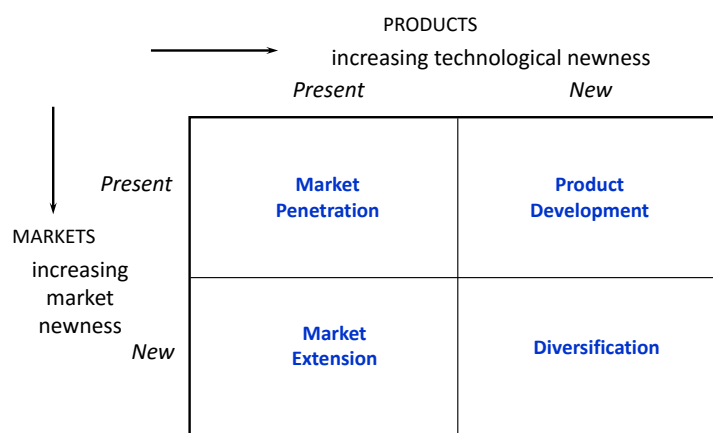 PRODUCTS
increasing technological newness
Present
New
Present
Market
Penetration
Product
Development
MARKETS
increasing
market
newness
New
Market
Extension
Diversification